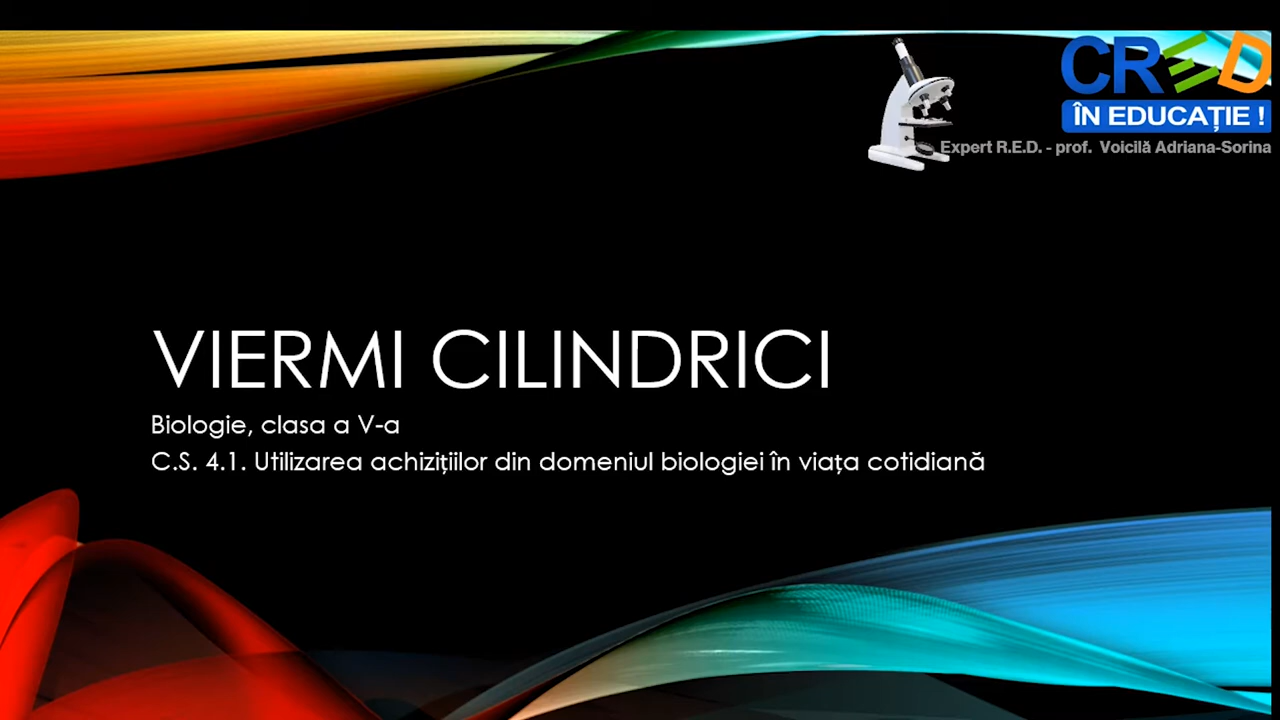 CRED
ÎN EDUCAȚIE !
Expert R.E.D. - prof. Voicilă Adriana-Sorina
VIERMI CILINDRICI
Biologie, clasa a V-a
C.S. 4.1. Utilizarea achizițiilor din domeniul biologiei în viața cotidiană